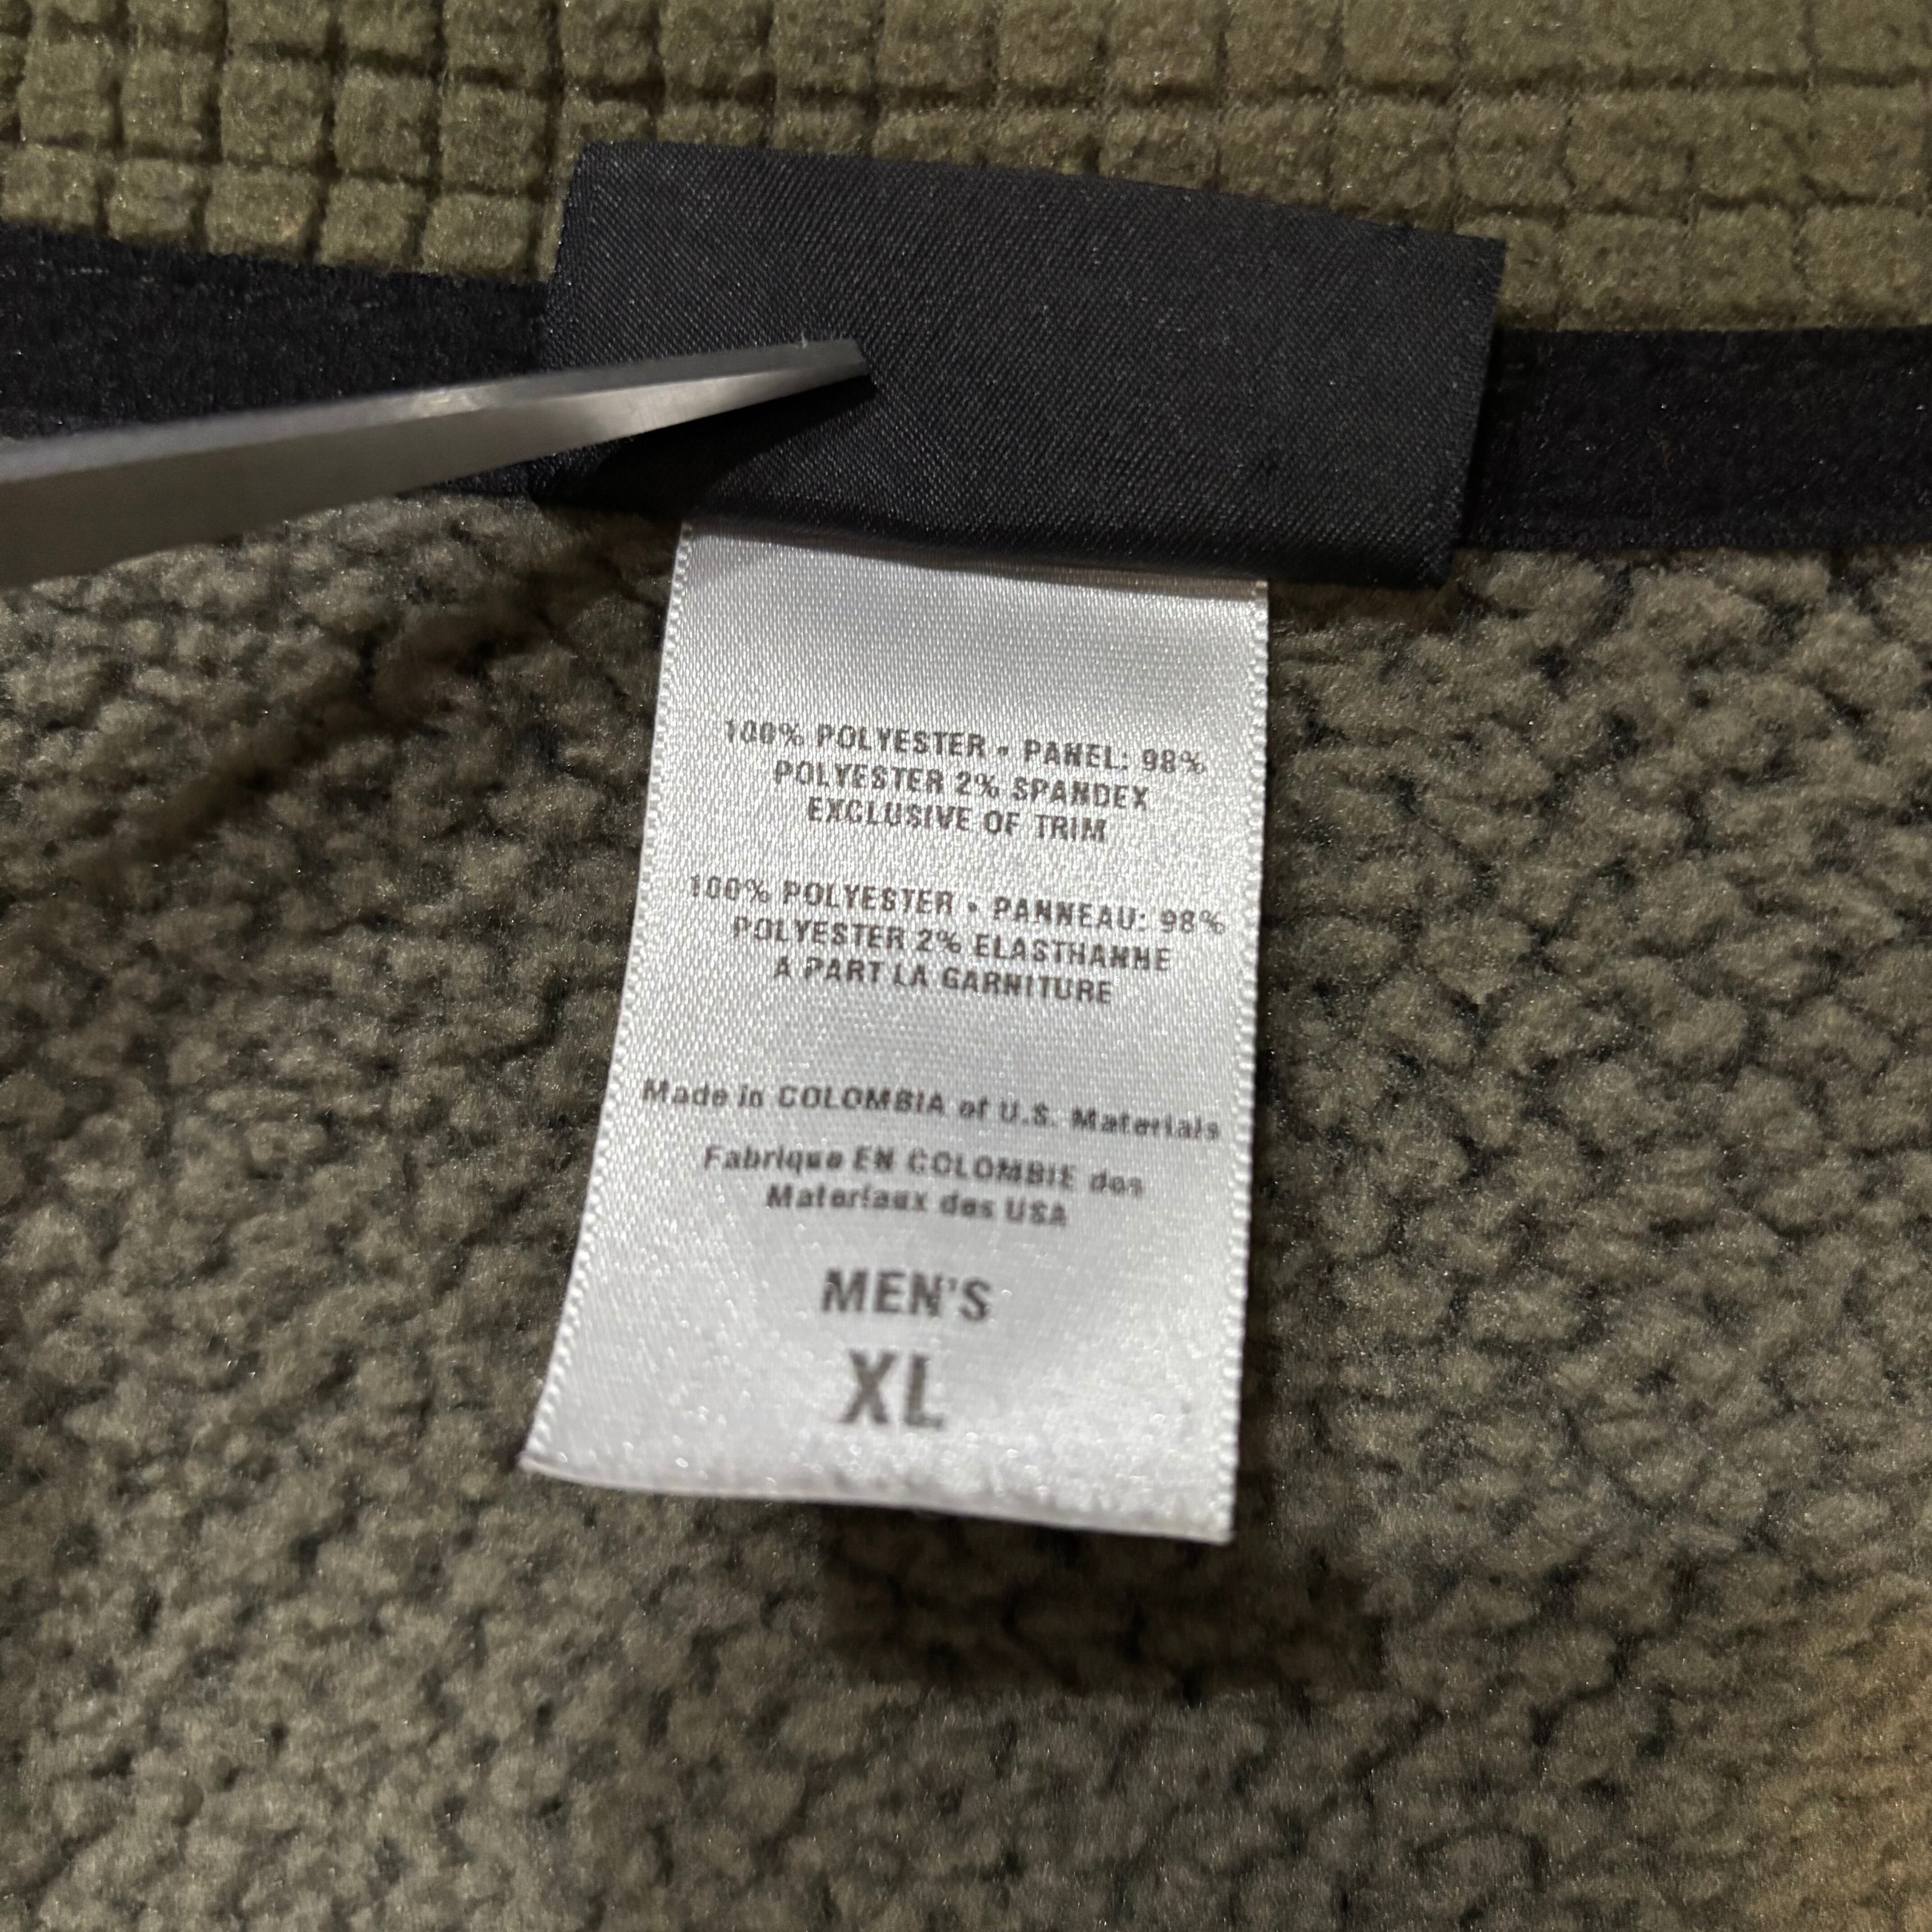 100% POLYESTER • PANEL: 98%
POLYESTER 2% SPANDEX
EXCLUSIVE OF TRIM
100% POLYESTER • PANNEAU: 98%
POLYESTER 2% ELASTHANNE
A PART LA GARNITURE
Made in COLOMBIA of U.S. Materials
Fabrique EN COLOMBIE des
Materiaux des USA
MEN'S
XL